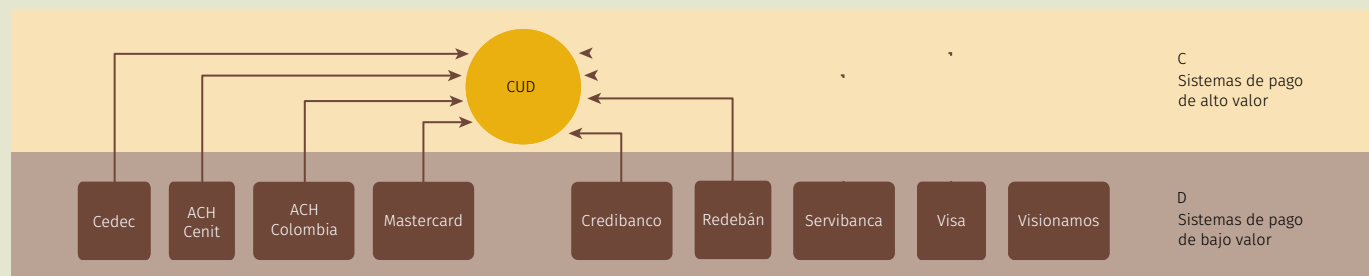 CUD
C
Sistemas de pago
de alto valor
Cedec
ACH
Cenit
ACH
Colombia
Mastercard
Credibanco
Redebán
Servibanca
Visa
Visionamos
D
Sistemas de pago
de bajo valor